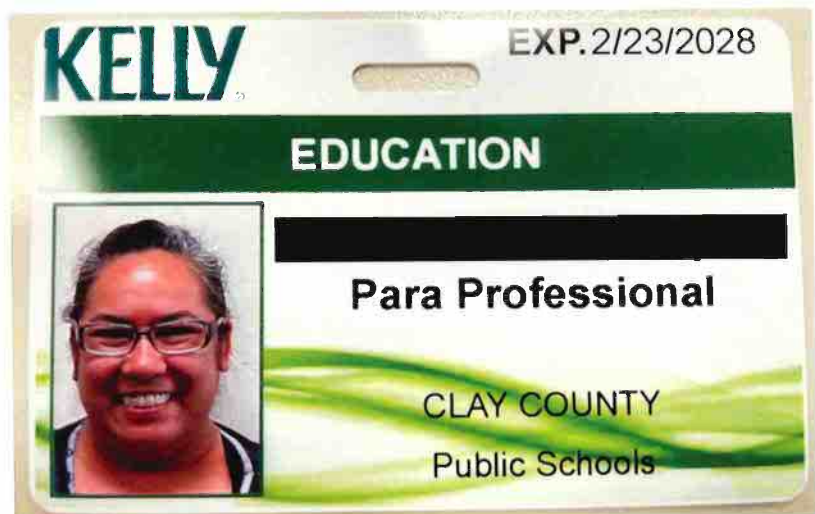 KELLY
EXP. 2/23/2028
EDUCATION
Para Professional
CLAY COUNTY
Public Schools